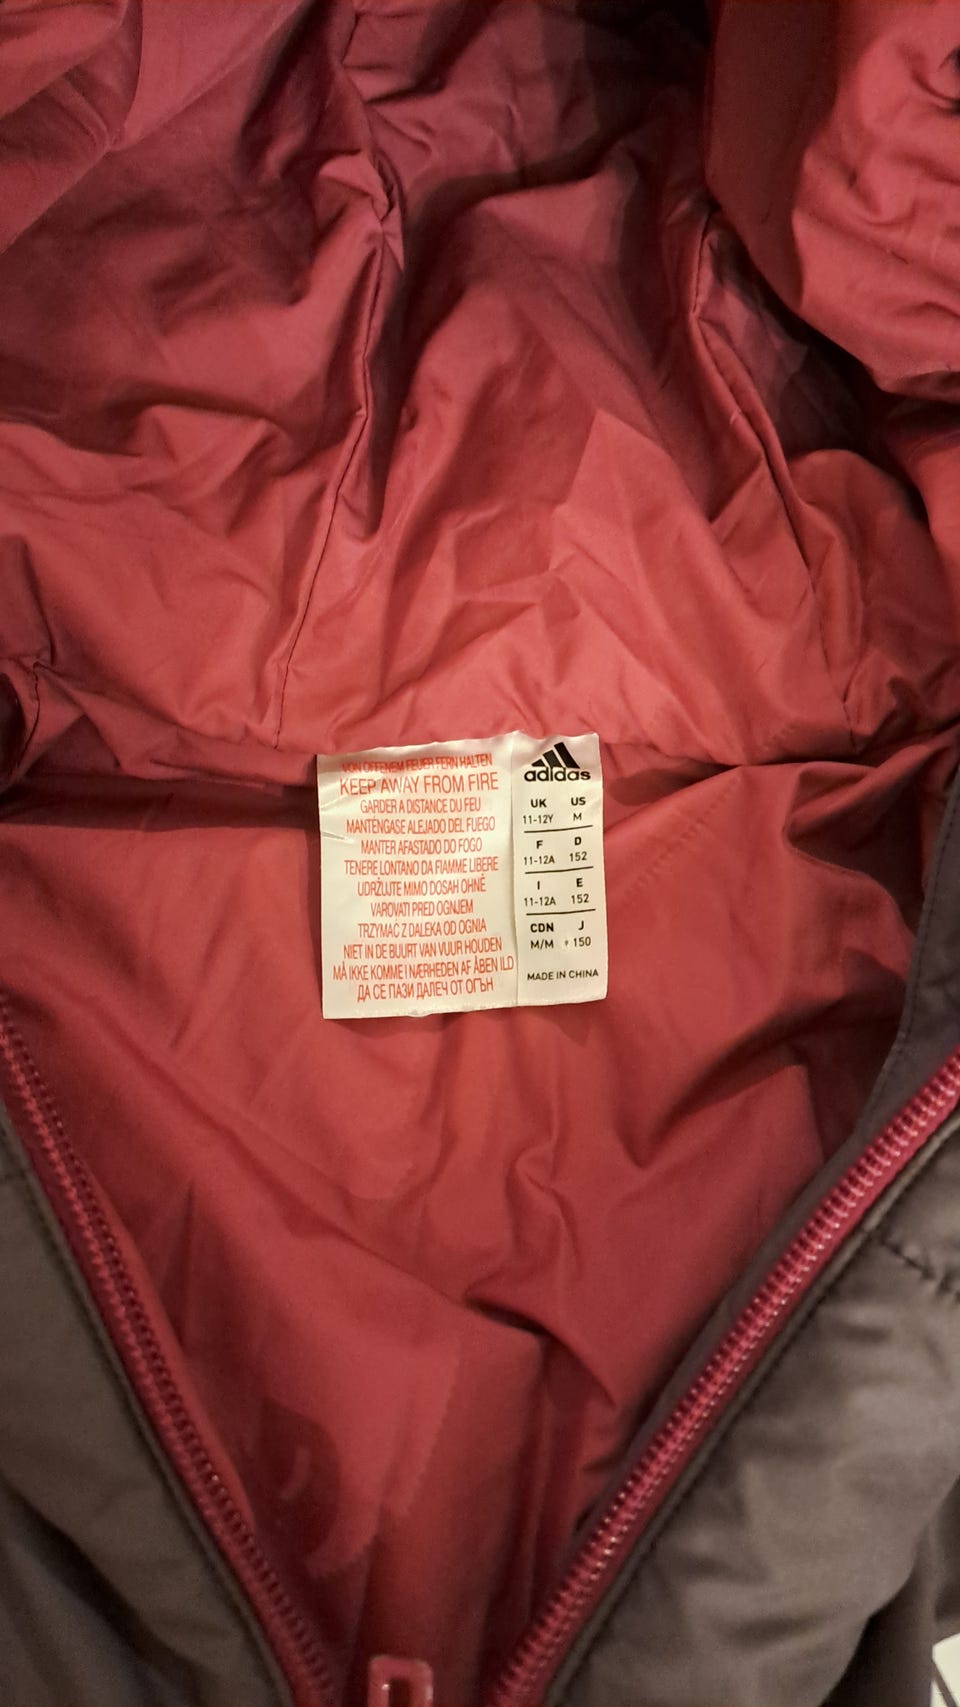 VON OFFENEM FEUER FERN HALTEN
KEEP AWAY FROM FIRE
GARDER A DISTANCE DU FEU
MANTÉNGASE ALEJADO DEL FUEGO
MANTER AFASTADO DO FOGO
TENERE LONTANO DA FIAMME LIBERE
UDRŽUJTE MIMO DOSAH OHNĚ
VAROVATI PRED OGNJEM
TRZYMAĆ Z DALEKA OD OGNIA
NIET IN DE BUURT VAN VUUR HOUDEN
MÅ IKKE KOMME I NÆRHEDEN AF ÅBEN ILD
ДА СЕ ПАЗИ ДАЛЕЧ ОТ ОГЪН
adidas
UK US
11-12Y M
F D
11-12A 152
I E
11-12A 152
CDN J
M/M 150
MADE IN CHINA